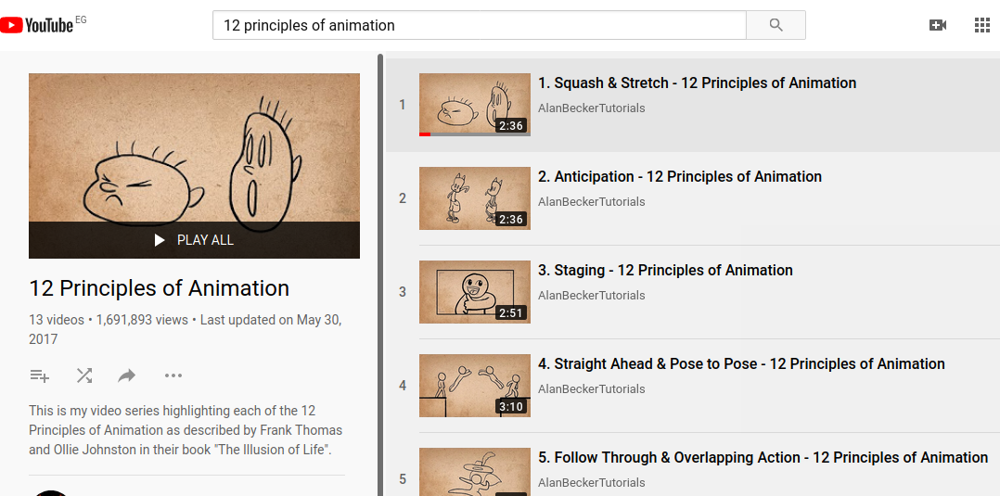 YouTube EG
12 principles of animation
PLAY ALL
12 Principles of Animation
13 videos • 1,691,893 views • Last updated on May 30,
2017
This is my video series highlighting each of the 12
Principles of Animation as described by Frank Thomas
and Ollie Johnston in their book "The Illusion of Life".
1
2:36
1. Squash & Stretch - 12 Principles of Animation
AlanBeckerTutorials
2
2:36
2. Anticipation - 12 Principles of Animation
AlanBeckerTutorials
3
2:51
3. Staging - 12 Principles of Animation
AlanBeckerTutorials
4
3:10
4. Straight Ahead & Pose to Pose - 12 Principles of Animation
AlanBeckerTutorials
5
5. Follow Through & Overlapping Action - 12 Principles of Animation
AlanBeckerTutorials